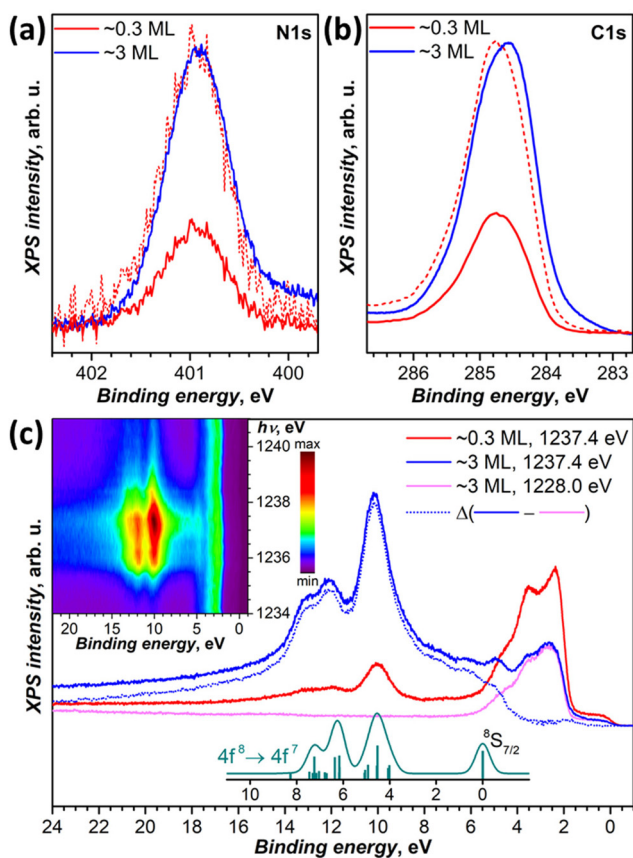 (a)
~0.3 ML
~3 ML
N1s
XPS intensity, arb. u.
402 401 400
Binding energy, eV
(b)
~0.3 ML
~3 ML
C1s
XPS intensity, arb. u.
286 285 284 283
Binding energy, eV
(c)
hν, eV
1240
1238
1236
1234
max
min
20 15 10 5 0
Binding energy, eV
~0.3 ML, 1237.4 eV
~3 ML, 1237.4 eV
~3 ML, 1228.0 eV
Δ( — )
XPS intensity, arb. u.
4f⁸→ 4f⁷
⁸S₇/₂
10 8 6 4 2 0
24 22 20 18 16 14 12 10 8 6 4 2 0
Binding energy, eV